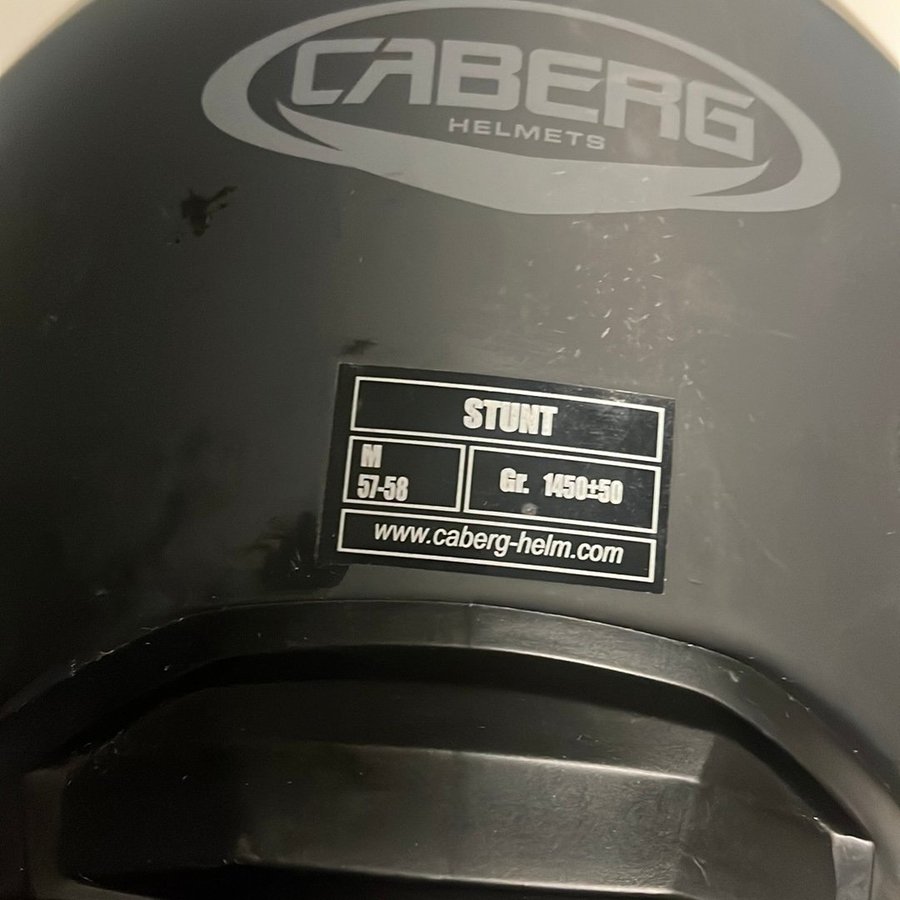 CABERG
HELMETS
STUNT
M
57-58
Gr. 1450±50
www.caberg-helm.com